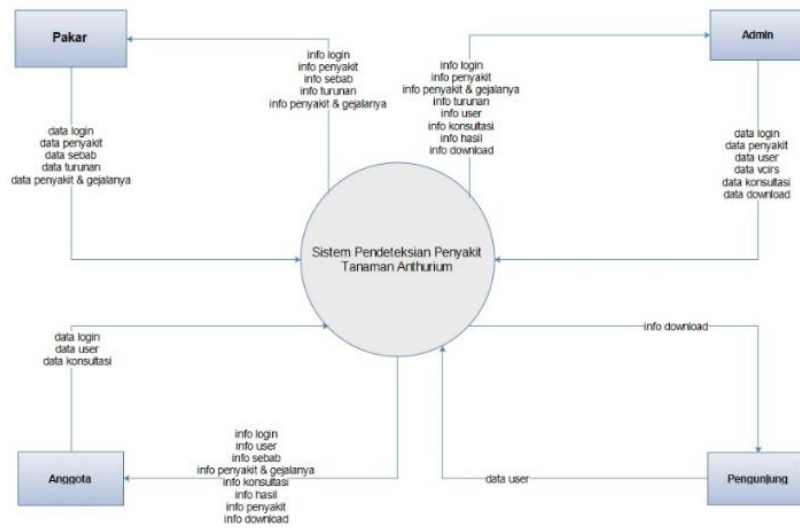 Pakar
Admin
info login
info penyakit
info sebab
info turunan
info penyakit & gejalanya
info login
info penyakit
info penyakit & gejalanya
info turunan
info user
info konsultasi
info hasil
info download
data login
data penyakit
data sebab
data turunan
data penyakit & gejalanya
data login
data penyakit
data user
data vcirs
data konsultasi
data download
Sistem Pendeteksian Penyakit
Tanaman Anthurium
data login
data user
data konsultasi
info download
info login
info user
info sebab
info penyakit & gejalanya
info konsultasi
info hasil
info penyakit
info download
Anggota
data user
Pengunjung